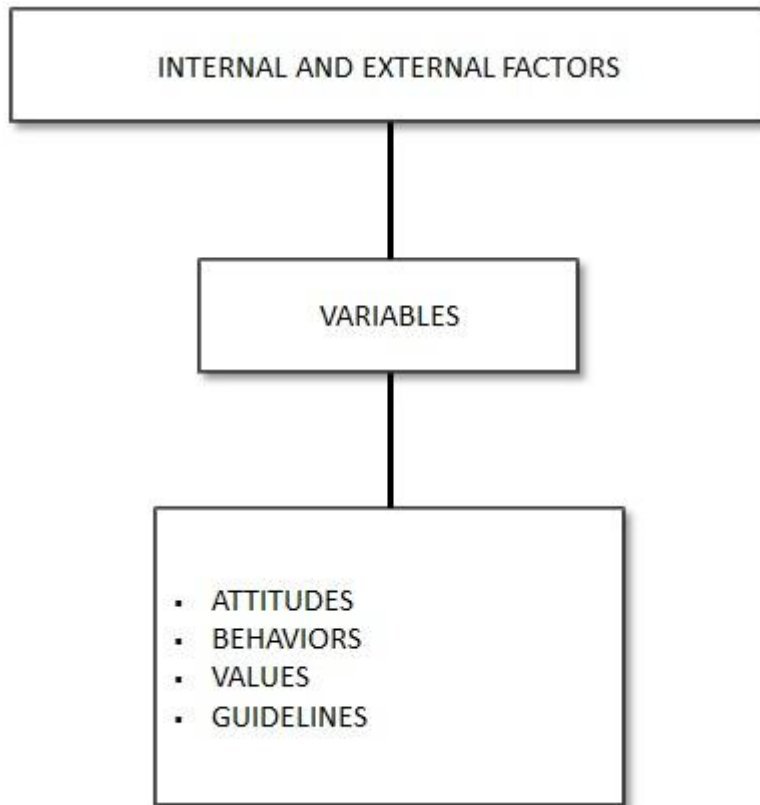 INTERNAL AND EXTERNAL FACTORS
VARIABLES
▪ ATTITUDES
▪ BEHAVIORS
▪ VALUES
▪ GUIDELINES